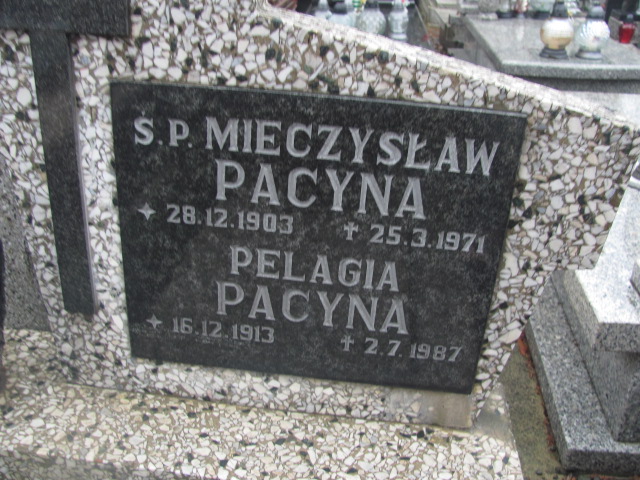 Ś.P. MIECZYSŁAW
PACYNA
✦ 28.12.1903 ✝ 25.3.1971
PELAGIA
PACYNA
✦ 16.12.1913 ✝ 2.7.1987